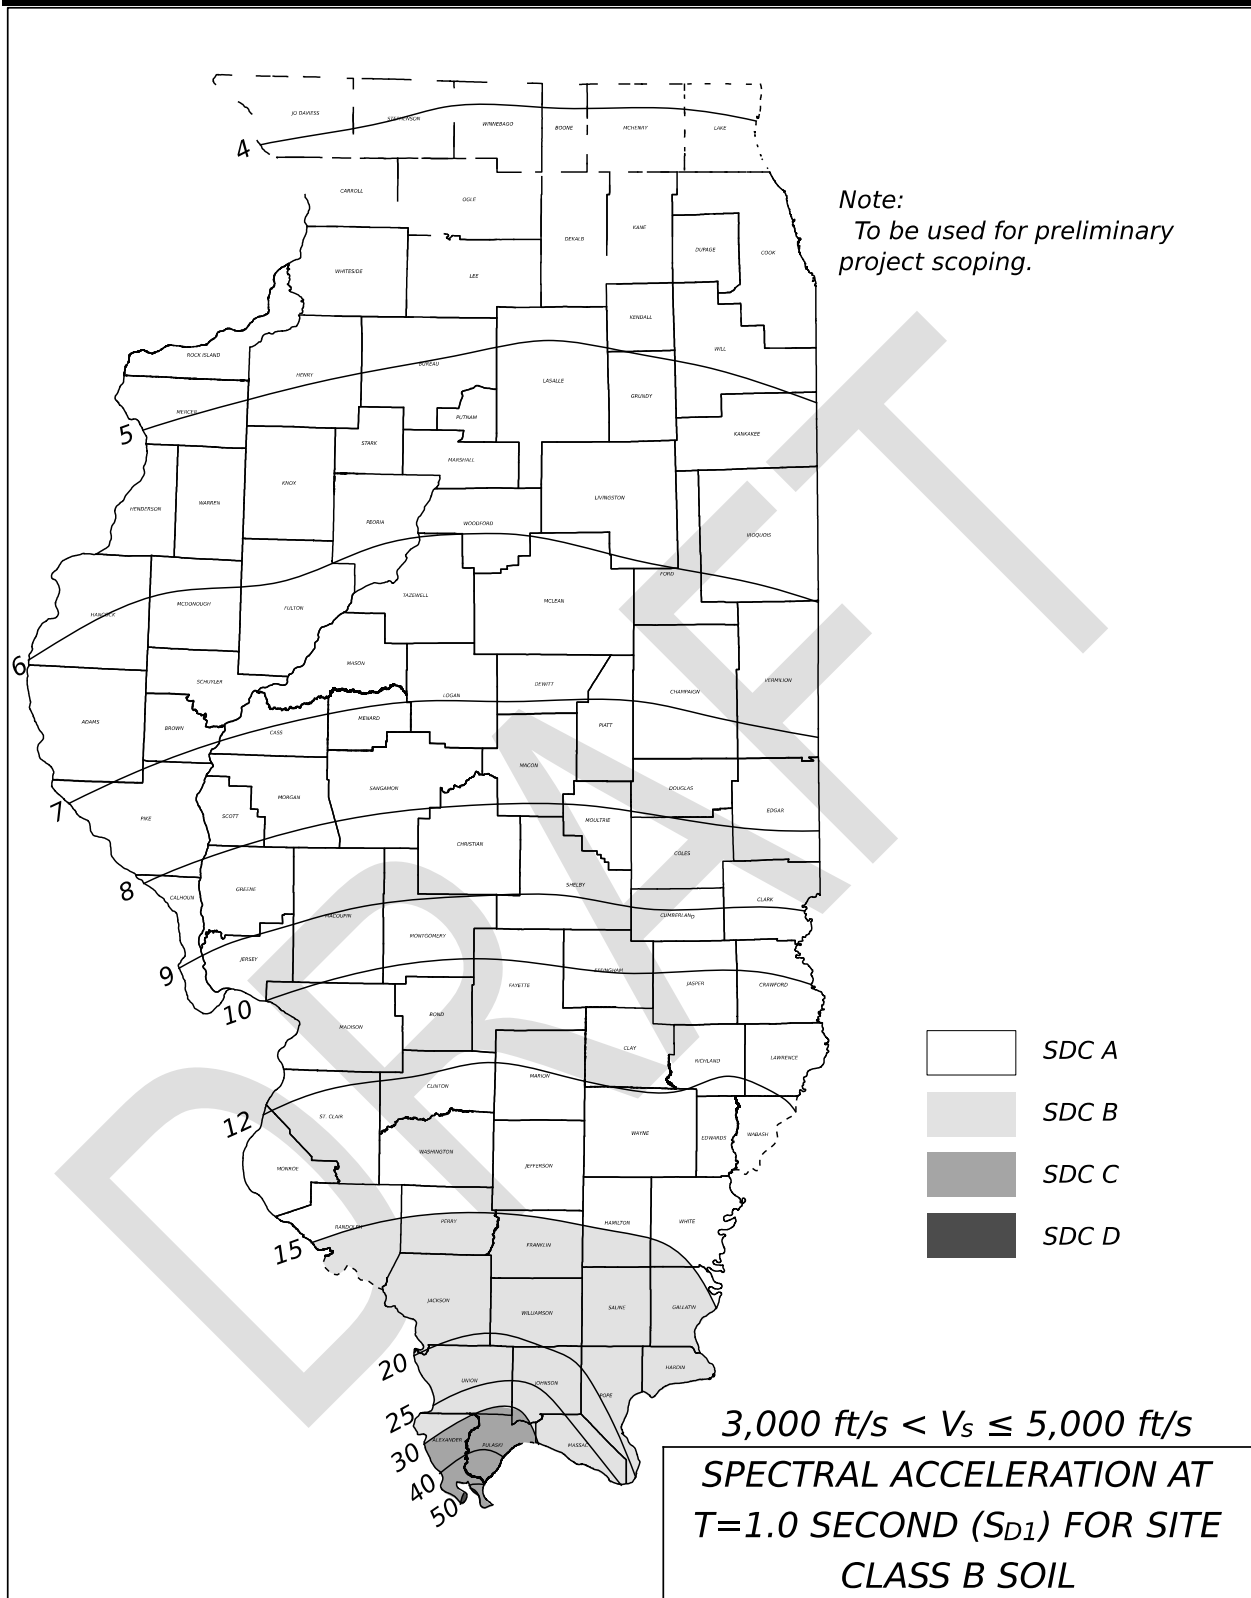 JO DAVIESS
STEPHENSON
WINNEBAGO
BOONE
MCHENRY
LAKE
4
CARROLL
OGLE
Note:
To be used for preliminary
project scoping.
DEKALB
KANE
DUPAGE
COOK
WHITESIDE
LEE
KENDALL
ROCK ISLAND
HENRY
BUREAU
LASALLE
WILL
GRUNDY
MERCER
PUTNAM
5
STARK
KANKAKEE
MARSHALL
KNOX
HENDERSON
WARREN
PEORIA
WOODFORD
LIVINGSTON
IROQUOIS
FORD
HANCOCK
MCDONOUGH
FULTON
TAZEWELL
MCLEAN
6
MASON
SCHUYLER
LOGAN
DEWITT
CHAMPAIGN
VERMILION
ADAMS
BROWN
CASS
MENARD
PIATT
MACON
7
PIKE
SCOTT
MORGAN
SANGAMON
MOULTRIE
DOUGLAS
EDGAR
CHRISTIAN
COLES
8
CALHOUN
GREENE
SHELBY
CLARK
MACOUPIN
CUMBERLAND
MONTGOMERY
9
JERSEY
EFFINGHAM
FAYETTE
JASPER
CRAWFORD
10
MADISON
BOND
CLAY
RICHLAND
LAWRENCE
SDC A
CLINTON
MARION
12
ST. CLAIR
WAYNE
EDWARDS
WABASH
SDC B
WASHINGTON
MONROE
JEFFERSON
SDC C
RANDOLPH
PERRY
HAMILTON
WHITE
15
FRANKLIN
SDC D
JACKSON
WILLIAMSON
SALINE
GALLATIN
20
UNION
JOHNSON
POPE
HARDIN
25
ALEXANDER
PULASKI
MASSAC
30
40
50
DRAFT
3,000 ft/s < Vs ≤ 5,000 ft/s
SPECTRAL ACCELERATION AT
T=1.0 SECOND (SD1) FOR SITE
CLASS B SOIL